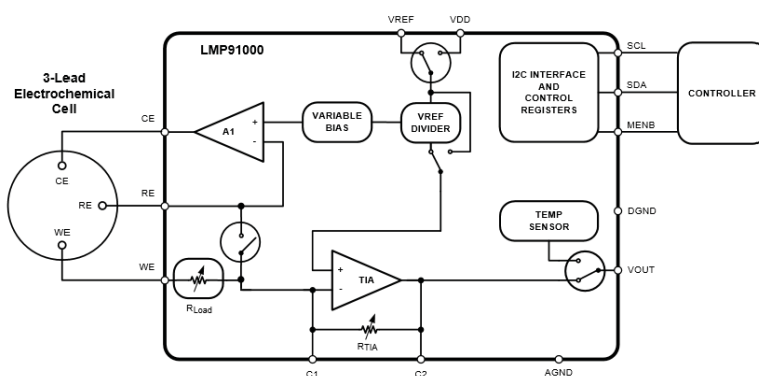 VREF
VDD
LMP91000
SCL
3-Lead
Electrochemical
Cell
I2C INTERFACE
AND
CONTROL
REGISTERS
SDA
CONTROLLER
CE
A1
+
-
VARIABLE
BIAS
VREF
DIVIDER
MENB
CE
RE
RE
WE
TEMP
SENSOR
DGND
WE
+
-
TIA
VOUT
RLoad
RTIA
C1
C2
AGND